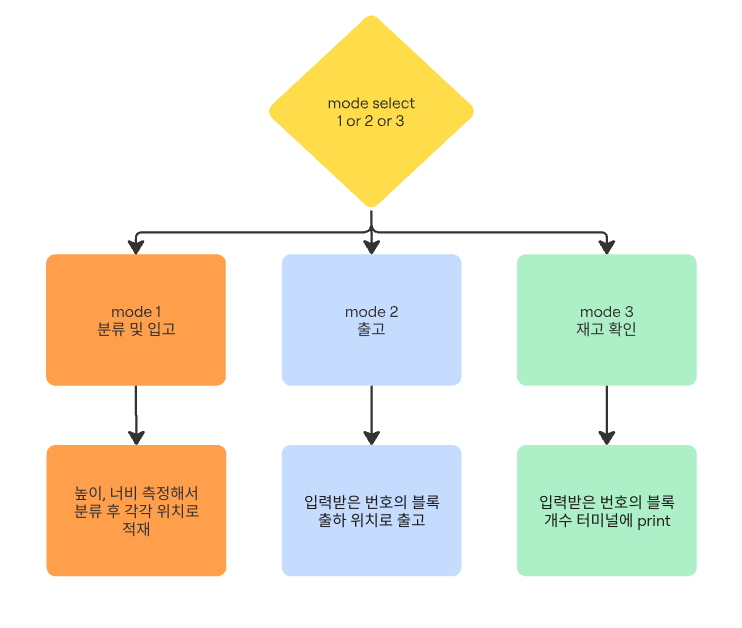 mode select
1 or 2 or 3
mode 1
분류 및 입고
mode 2
출고
mode 3
재고 확인
높이, 너비 측정해서
분류 후 각각 위치로
적재
입력받은 번호의 블록
출하 위치로 출고
입력받은 번호의 블록
개수 터미널에 print